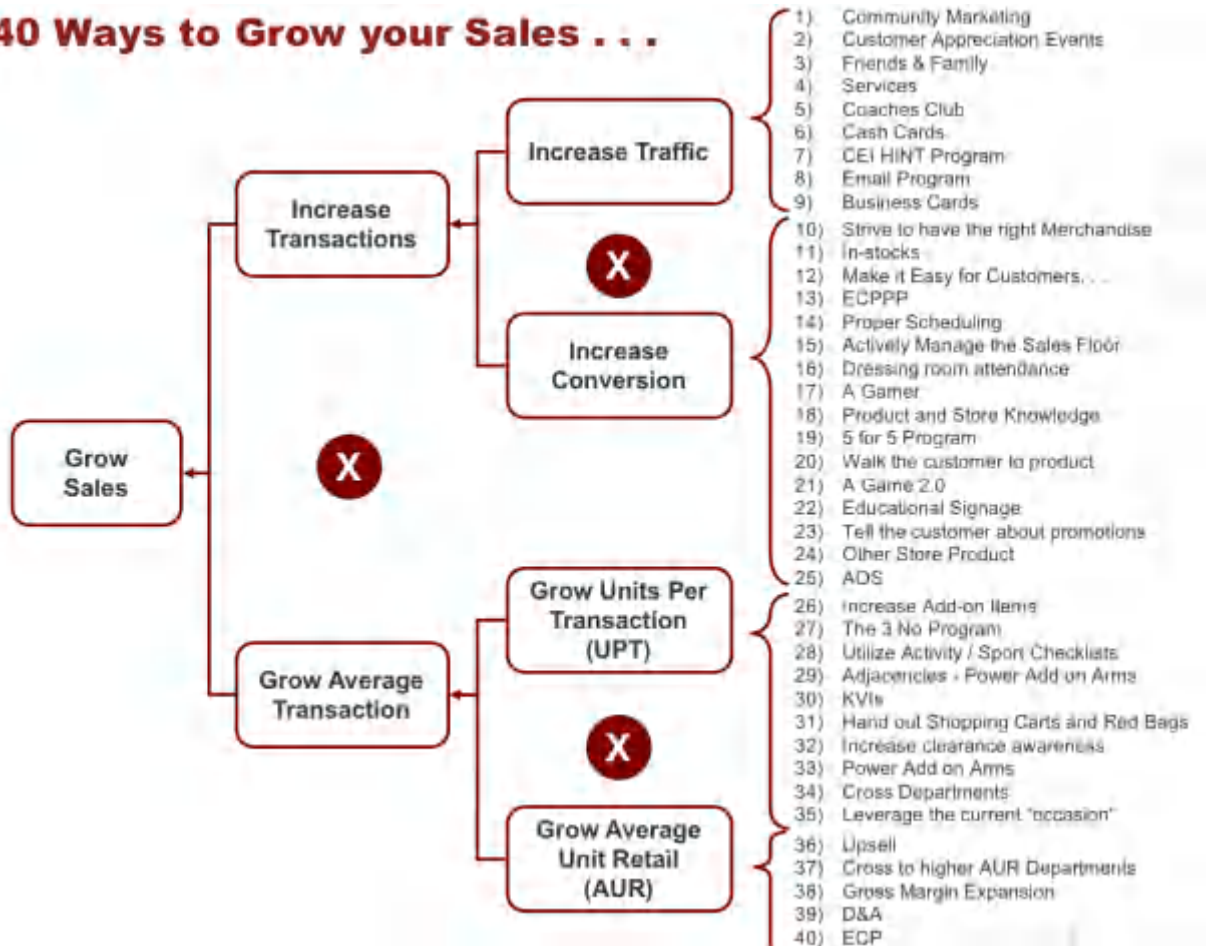 40 Ways to Grow your Sales . . .
Grow
Sales
X
Increase
Transactions
Grow Average
Transaction
Increase Traffic
X
Increase
Conversion
Grow Units Per
Transaction
(UPT)
X
Grow Average
Unit Retail
(AUR)
1) Community Marketing
2) Customer Appreciation Events
3) Friends & Family
4) Services
5) Coaches Club
6) Cash Cards
7) CEI HINT Program
8) Email Program
9) Business Cards
10) Strive to have the right Merchandise
11) In-stocks
12) Make it Easy for Customers. . .
13) ECPPP
14) Proper Scheduling
15) Actively Manage the Sales Floor
16) Dressing room attendance
17) A Gamer
18) Product and Store Knowledge
19) 5 for 5 Program
20) Walk the customer to product
21) A Game 2.0
22) Educational Signage
23) Tell the customer about promotions
24) Other Store Product
25) ADS
26) Increase Add-on Items
27) The 3 No Program
28) Utilize Activity / Sport Checklists
29) Adjacencies - Power Add on Arms
30) KVIs
31) Hand out Shopping Carts and Red Bags
32) Increase clearance awareness
33) Power Add on Arms
34) Cross Departments
35) Leverage the current "occasion"
36) Upsell
37) Cross to higher AUR Departments
38) Gross Margin Expansion
39) D&A
40) ECP